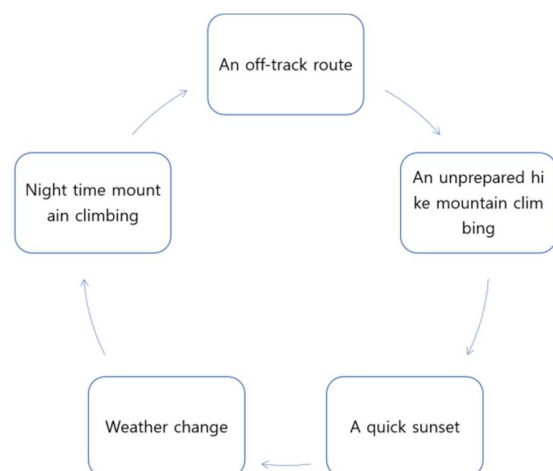 An off-track route
An unprepared hi
ke mountain clim
bing
A quick sunset
Weather change
Night time mount
ain climbing